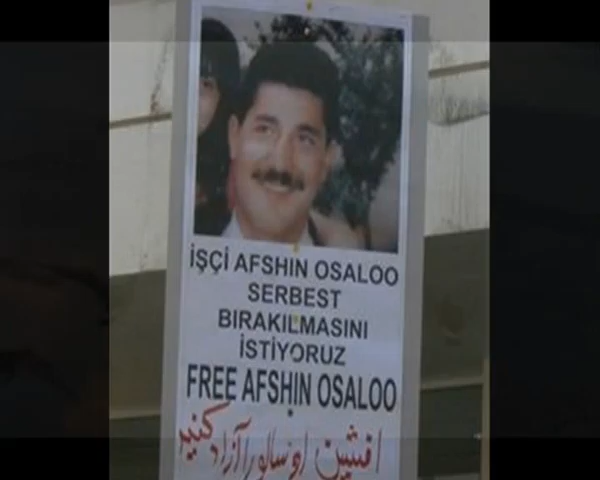 İŞÇİ AFSHIN OSALOO
SERBEST
BIRAKILMASINI
İSTİYORUZ
FREE AFSHIN OSALOO
افشین اوسالو را آزاد کنید